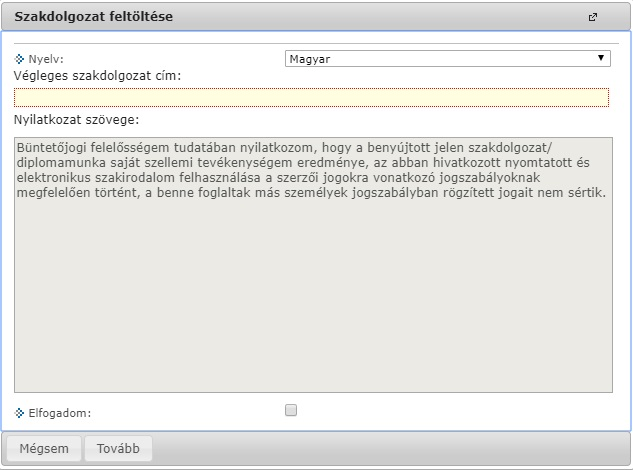 Szakdolgozat feltöltése
Nyelv: Magyar
Végleges szakdolgozat cím:
Nyilatkozat szövege:
Büntetőjogi felelősségem tudatában nyilatkozom, hogy a benyújtott jelen szakdolgozat/
diplomamunka saját szellemi tevékenységem eredménye, az abban hivatkozott nyomtatott és
elektronikus szakirodalom felhasználása a szerzői jogokra vonatkozó jogszabályoknak
megfelelően történt, a benne foglaltak más személyek jogszabályban rögzített jogait nem sértik.
Elfogadom:
Mégsem Tovább